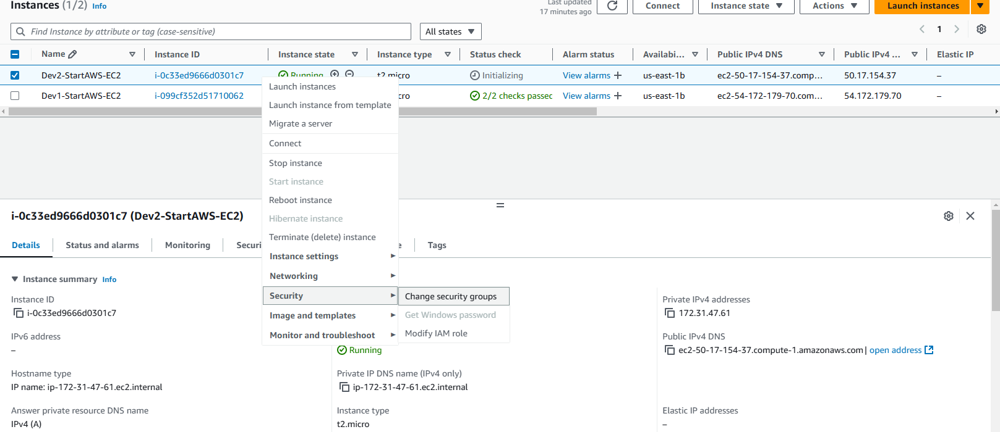 Instances (1/2) Info
Last updated
17 minutes ago
Connect
Instance state
Actions
Launch instances
Find Instance by attribute or tag (case-sensitive)
All states
1
Name Instance ID Instance state Instance type Status check Alarm status Availabi... Public IPv4 DNS Public IPv4 ... Elastic IP
Dev2-StartAWS-EC2 i-0c33ed9666d0301c7 Running t2.micro Initializing View alarms us-east-1b ec2-50-17-154-37.comp... 50.17.154.37 –
Dev1-StartAWS-EC2 i-099cf352d51710062 cro 2/2 checks passec View alarms us-east-1b ec2-54-172-179-70.com... 54.172.179.70 –
Launch instances
Launch instance from template
Migrate a server
Connect
Stop instance
Start instance
Reboot instance
Hibernate instance
Terminate (delete) instance
Instance settings
Networking
Security
Image and templates
Monitor and troubleshoot
Change security groups
Get Windows password
Modify IAM role
i-0c33ed9666d0301c7 (Dev2-StartAWS-EC2)
Details Status and alarms Monitoring Securi e Tags
Instance summary Info
Instance ID
i-0c33ed9666d0301c7
Private IPv4 addresses
172.31.47.61
IPv6 address
–
Running
Public IPv4 DNS
ec2-50-17-154-37.compute-1.amazonaws.com | open address
Hostname type
IP name: ip-172-31-47-61.ec2.internal
Private IP DNS name (IPv4 only)
ip-172-31-47-61.ec2.internal
Answer private resource DNS name
IPv4 (A)
Instance type
t2.micro
Elastic IP addresses
–